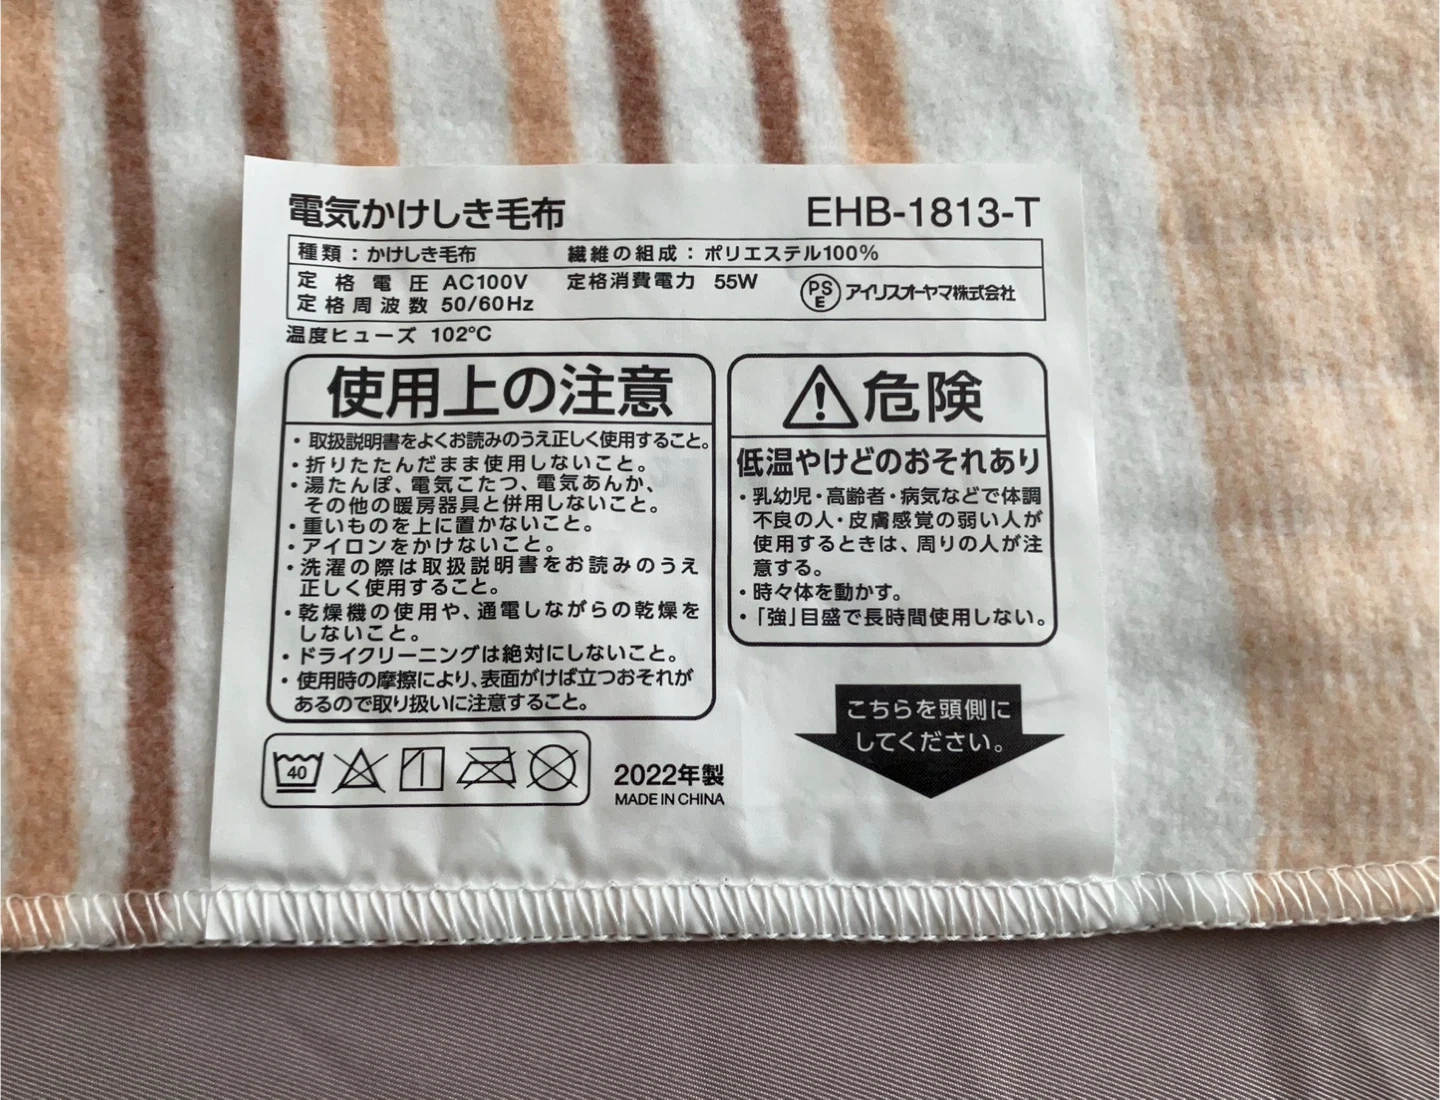 電気かけしき毛布 EHB-1813-T
種類：かけしき毛布 繊維の組成：ポリエステル100%
定格電圧 AC100V 定格消費電力 55W
定格周波数 50/60Hz
PS
E
アイリスオーヤマ株式会社
温度ヒューズ 102℃
使用上の注意
・取扱説明書をよくお読みのうえ正しく使用すること。
・折りたたんだまま使用しないこと。
・湯たんぽ、電気こたつ、電気あんか、
その他の暖房器具と併用しないこと。
・重いものを上に置かないこと。
・アイロンをかけないこと。
・洗濯の際は取扱説明書をお読みのうえ
正しく使用すること。
・乾燥機の使用や、通電しながらの乾燥を
しないこと。
・ドライクリーニングは絶対にしないこと。
・使用時の摩擦により、表面がけば立つおそれが
あるので取り扱いに注意すること。
危険
低温やけどのおそれあり
・乳幼児・高齢者・病気などで体調
不良の人・皮膚感覚の弱い人が
使用するときは、周りの人が注
意する。
・時々体を動かす。
・「強」目盛で長時間使用しない。
40
2022年製
MADE IN CHINA
こちらを頭側に
してください。